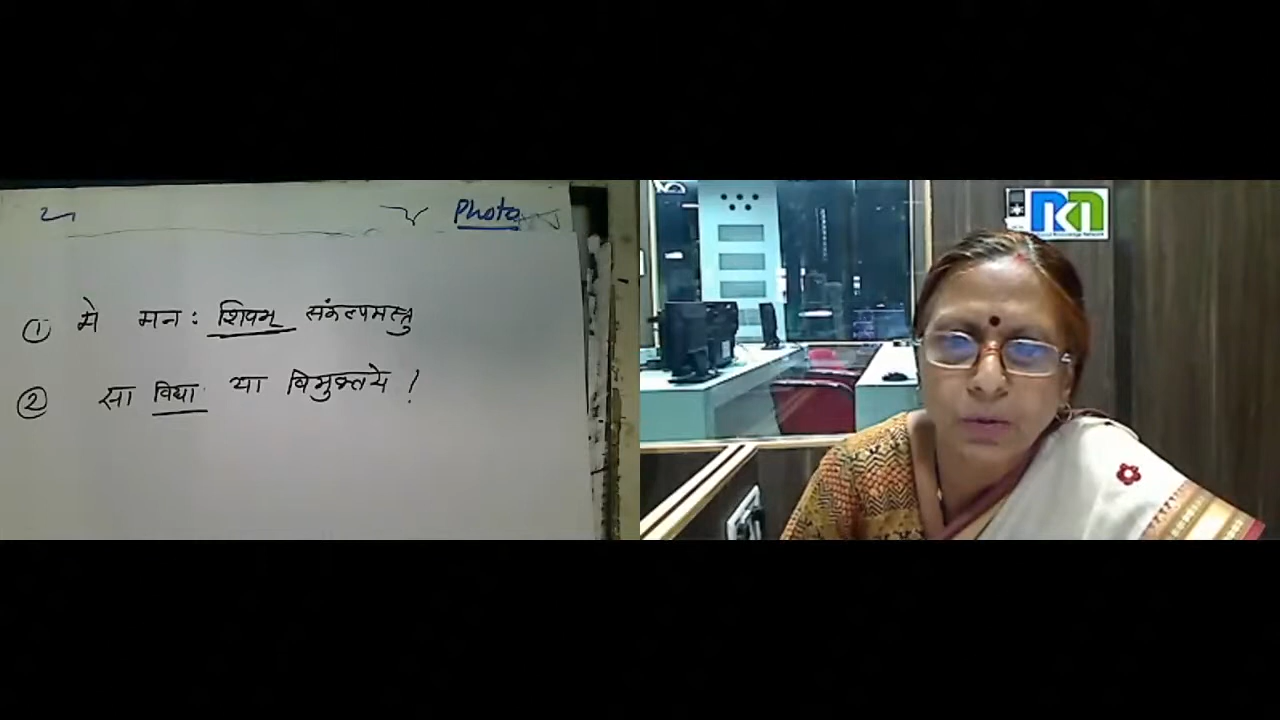 Photo
① मे मन: शिवम् संकल्पमस्तु
② सा विद्या या विमुक्तये !